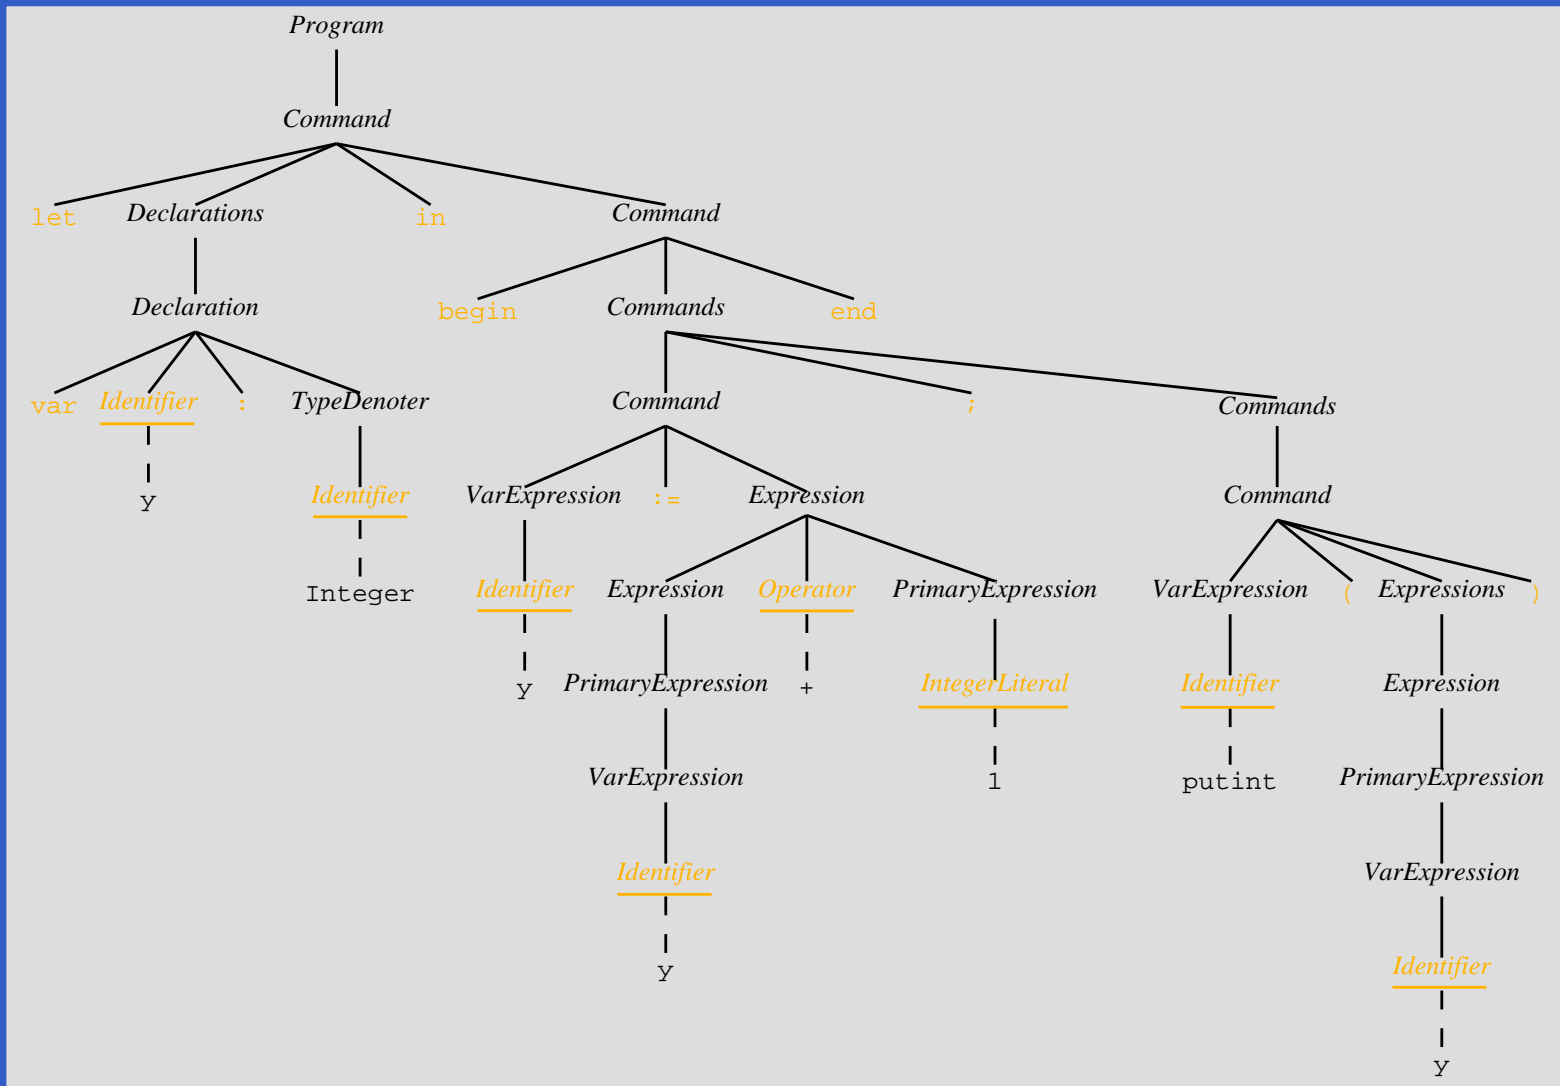 Program
Command
let Declarations in Command
Declaration begin Commands end
var Identifier : TypeDenoter Command ; Commands
y Identifier VarExpression := Expression Command
Integer Identifier Expression Operator PrimaryExpression VarExpression ( Expressions )
y PrimaryExpression + IntegerLiteral Identifier Expression
VarExpression 1 putint PrimaryExpression
Identifier VarExpression
y Identifier
y